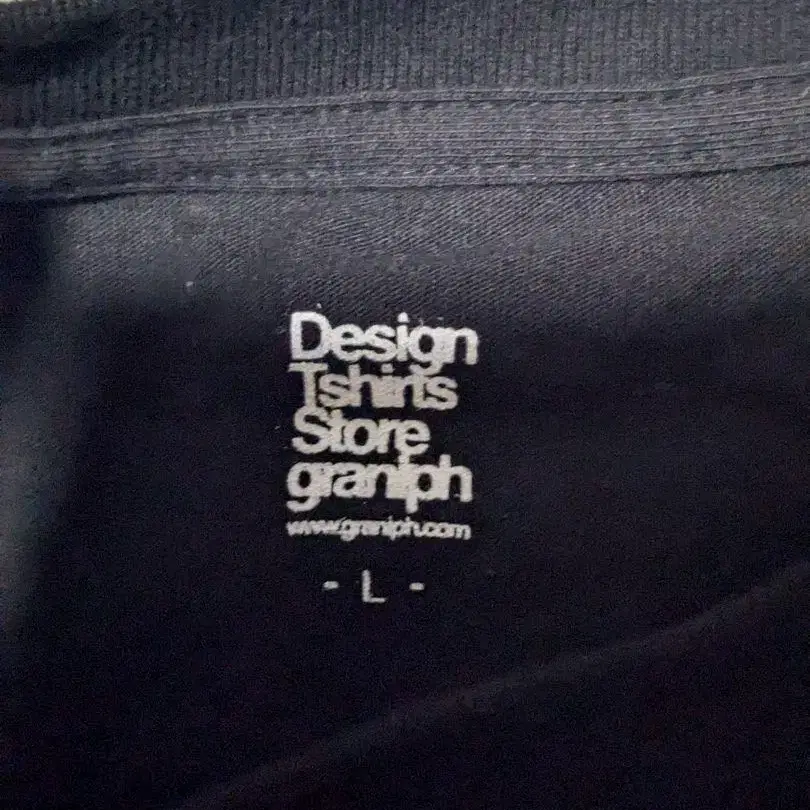 Design
Tshirts
Store
graniph
www.graniph.com
- L -